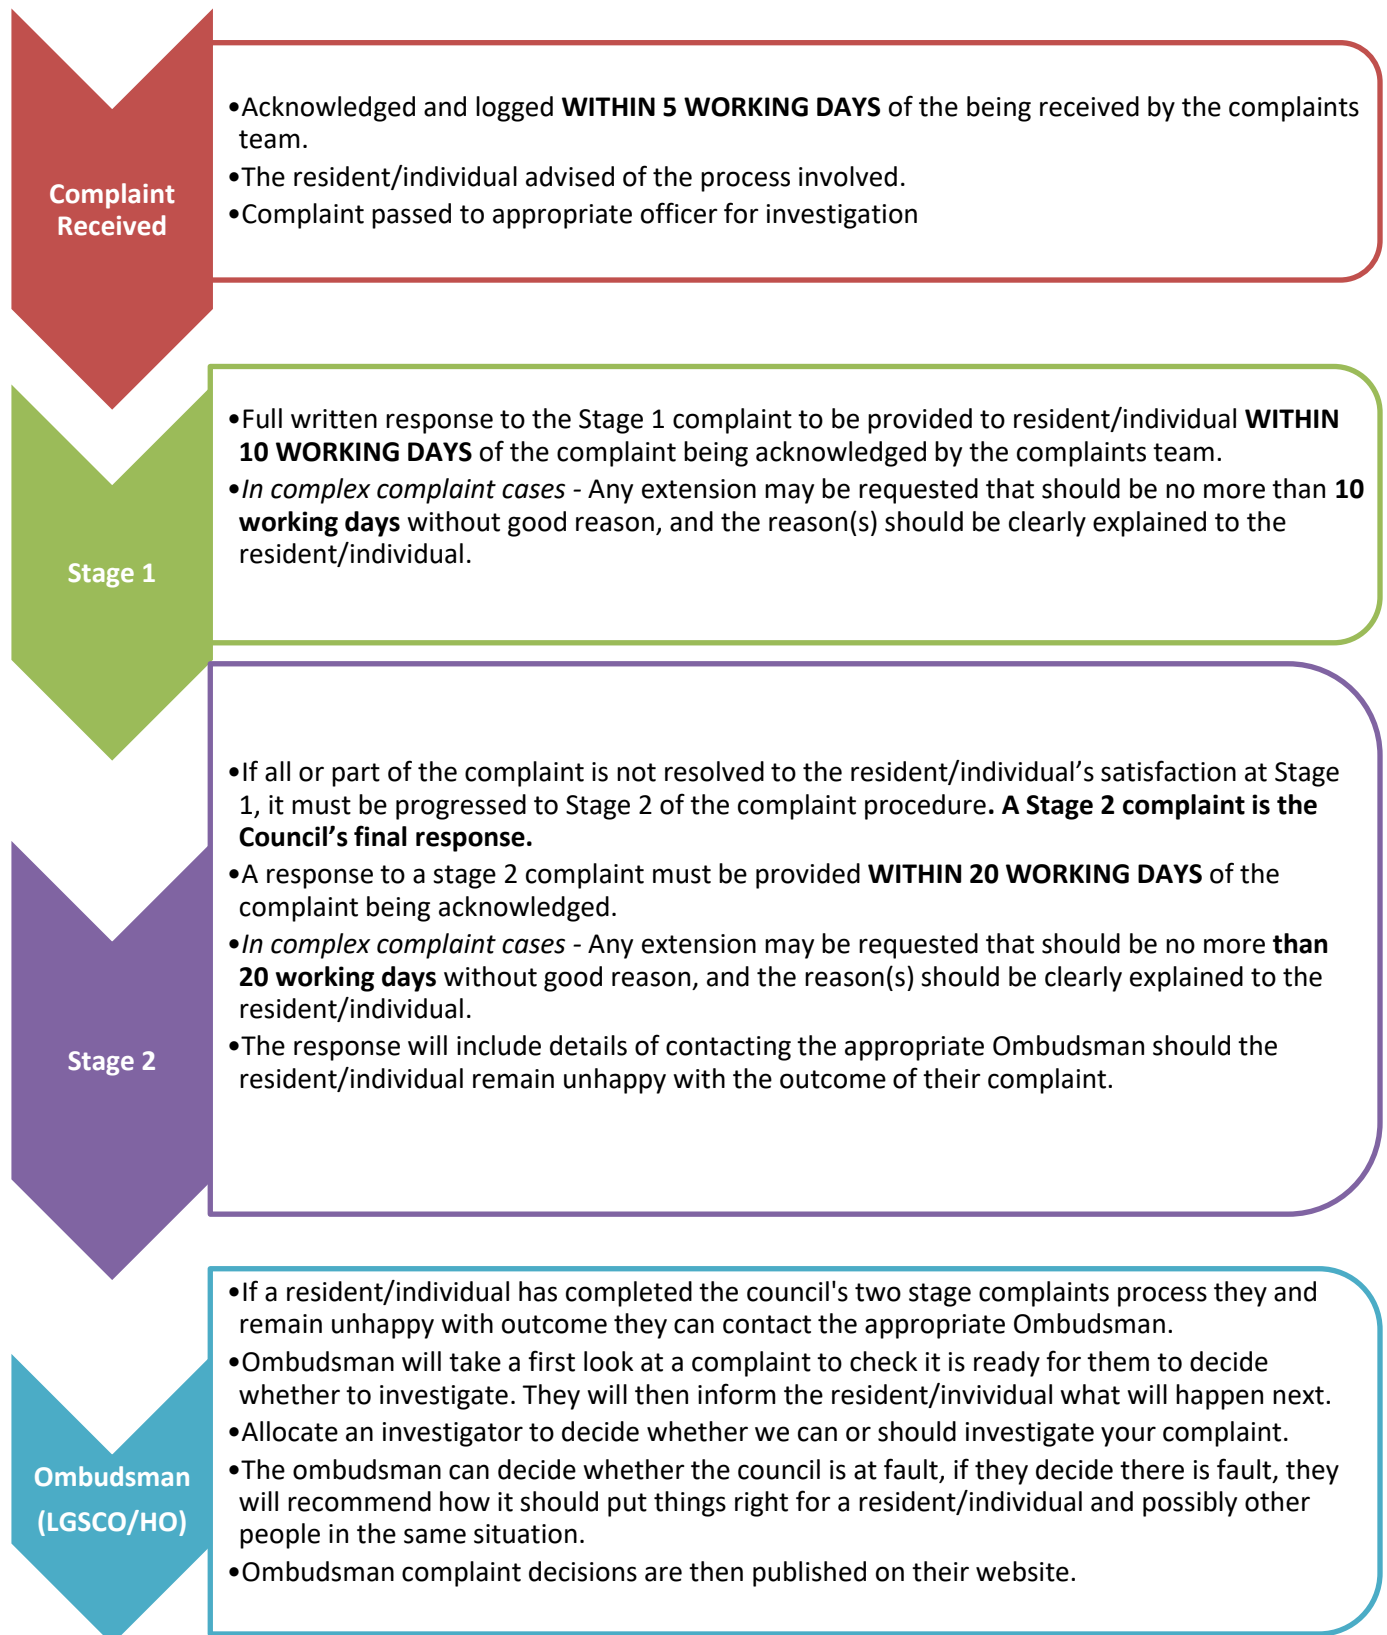 Complaint
Received
•Acknowledged and logged WITHIN 5 WORKING DAYS of the being received by the complaints
team.
•The resident/individual advised of the process involved.
•Complaint passed to appropriate officer for investigation
Stage 1
•Full written response to the Stage 1 complaint to be provided to resident/individual WITHIN
10 WORKING DAYS of the complaint being acknowledged by the complaints team.
•In complex complaint cases - Any extension may be requested that should be no more than 10
working days without good reason, and the reason(s) should be clearly explained to the
resident/individual.
Stage 2
•If all or part of the complaint is not resolved to the resident/individual’s satisfaction at Stage
1, it must be progressed to Stage 2 of the complaint procedure. A Stage 2 complaint is the
Council’s final response.
•A response to a stage 2 complaint must be provided WITHIN 20 WORKING DAYS of the
complaint being acknowledged.
•In complex complaint cases - Any extension may be requested that should be no more than
20 working days without good reason, and the reason(s) should be clearly explained to the
resident/individual.
•The response will include details of contacting the appropriate Ombudsman should the
resident/individual remain unhappy with the outcome of their complaint.
Ombudsman
(LGSCO/HO)
•If a resident/individual has completed the council's two stage complaints process they and
remain unhappy with outcome they can contact the appropriate Ombudsman.
•Ombudsman will take a first look at a complaint to check it is ready for them to decide
whether to investigate. They will then inform the resident/invividual what will happen next.
•Allocate an investigator to decide whether we can or should investigate your complaint.
•The ombudsman can decide whether the council is at fault, if they decide there is fault, they
will recommend how it should put things right for a resident/individual and possibly other
people in the same situation.
•Ombudsman complaint decisions are then published on their website.